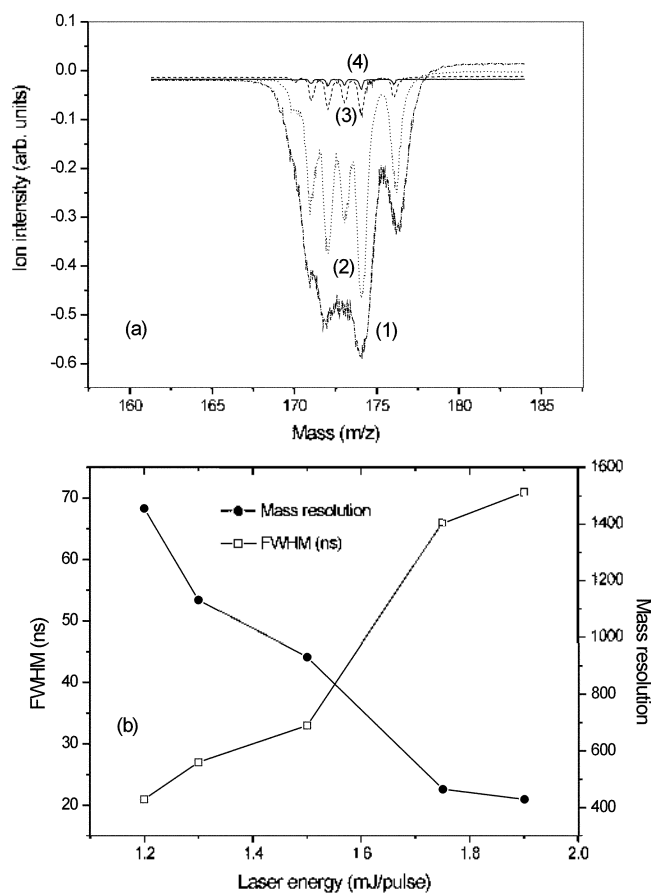 0.1
0.0
-0.1
-0.2
-0.3
-0.4
-0.5
-0.6
Ion intensity (arb. units)
(4)
(3)
(2)
(1)
(a)
160 165 170 175 180 185
Mass (m/z)
70
60
50
40
30
20
FWHM (ns)
Mass resolution
FWHM (ns)
(b)
1600
1400
1200
1000
800
600
400
Mass resolution
1.2 1.4 1.6 1.8 2.0
Laser energy (mJ/pulse)